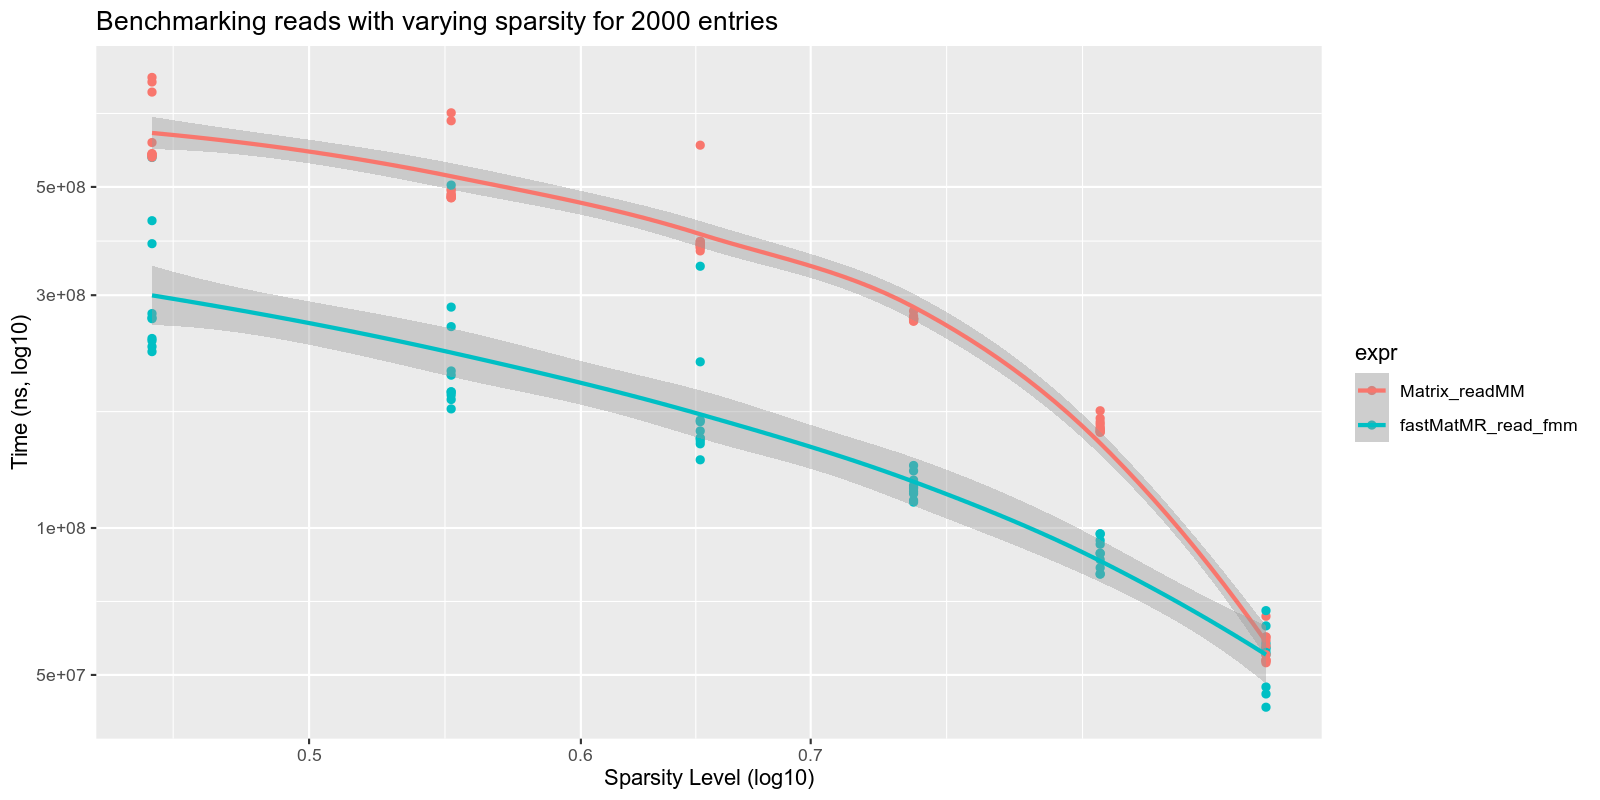 Benchmarking reads with varying sparsity for 2000 entries
Time (ns, log10)
5e+08
3e+08
1e+08
5e+07
0.5
0.6
0.7
Sparsity Level (log10)
expr
Matrix_readMM
fastMatMR_read_fmm